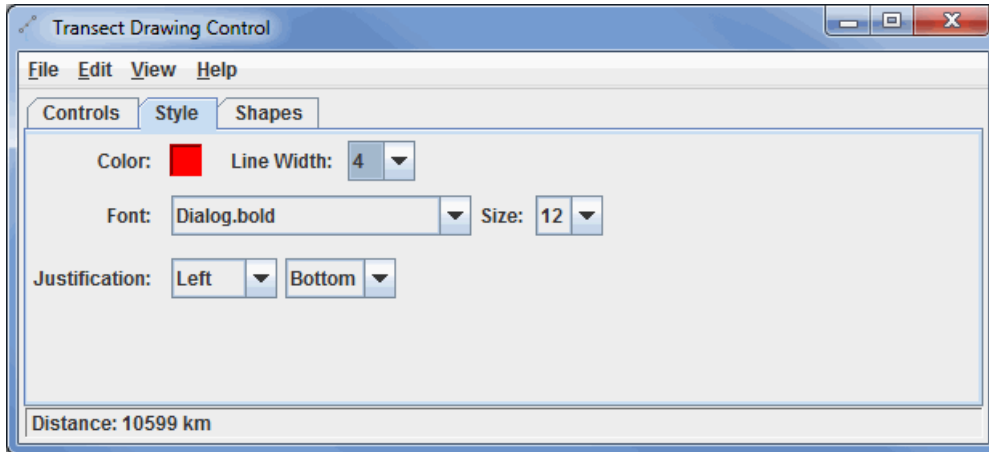 Transect Drawing Control
File Edit View Help
Controls Style Shapes
Color: Line Width: 4
Font: Dialog.bold Size: 12
Justification: Left Bottom
Distance: 10599 km